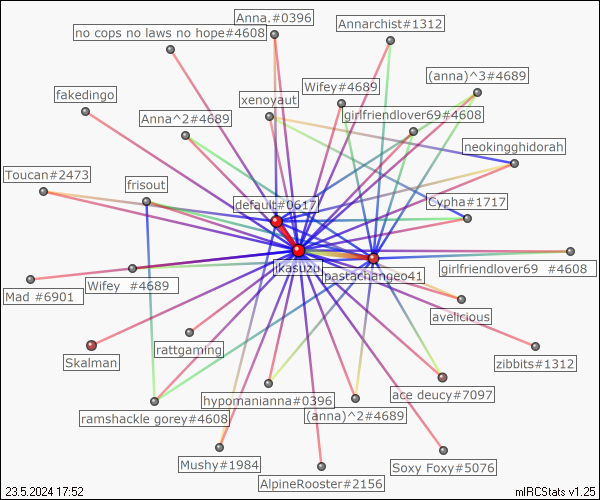 Anna.#0396
Annarchist#1312
no cops no laws no hope#4608
(anna)^3#4689
Wifey#4689
fakedingo
xenoyaut
girlfriendlover69#4608
Anna^2#4689
neokingghidorah
Toucan#2473
frisout
default#0617
Cypha#1717
ikasuzu
pastachange041
girlfriendlover69 #4608
Wifey #4689
Mad #6901
avelicious
Skalman
rattgaming
zibbits#1312
ace deucy#7097
hypomanianna#0396
(anna)^2#4689
ramshackle gorey#4608
Mushy#1984
Soxy Foxy#5076
AlpineRooster#2156
23.5.2024 17:52
mIRCStats v1.25